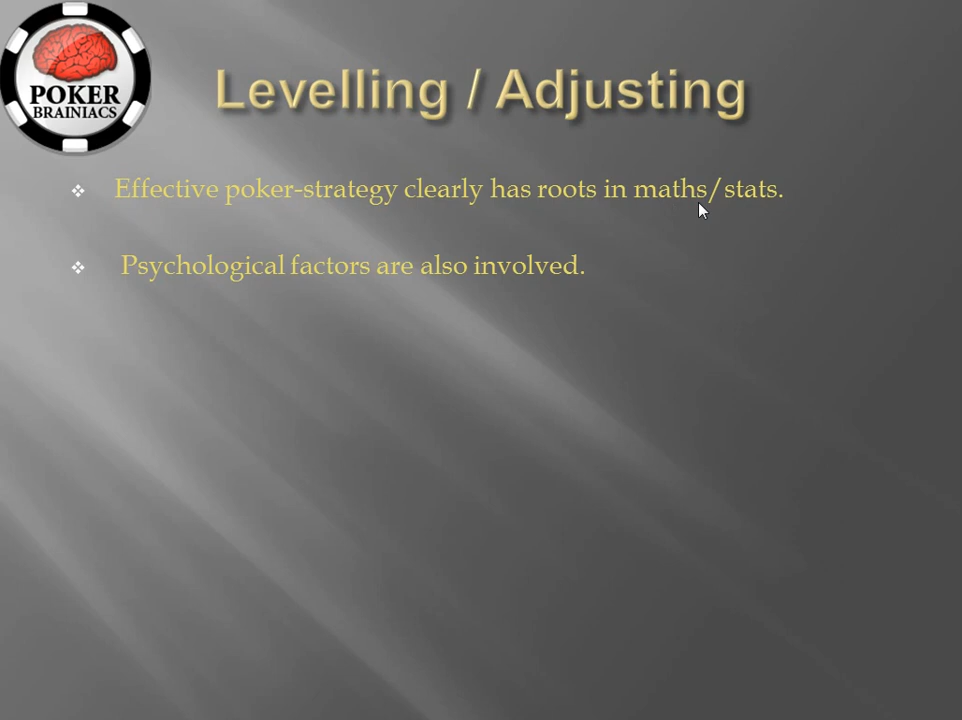 POKER
BRAINIACS
Levelling / Adjusting
Effective poker-strategy clearly has roots in maths/stats.
Psychological factors are also involved.